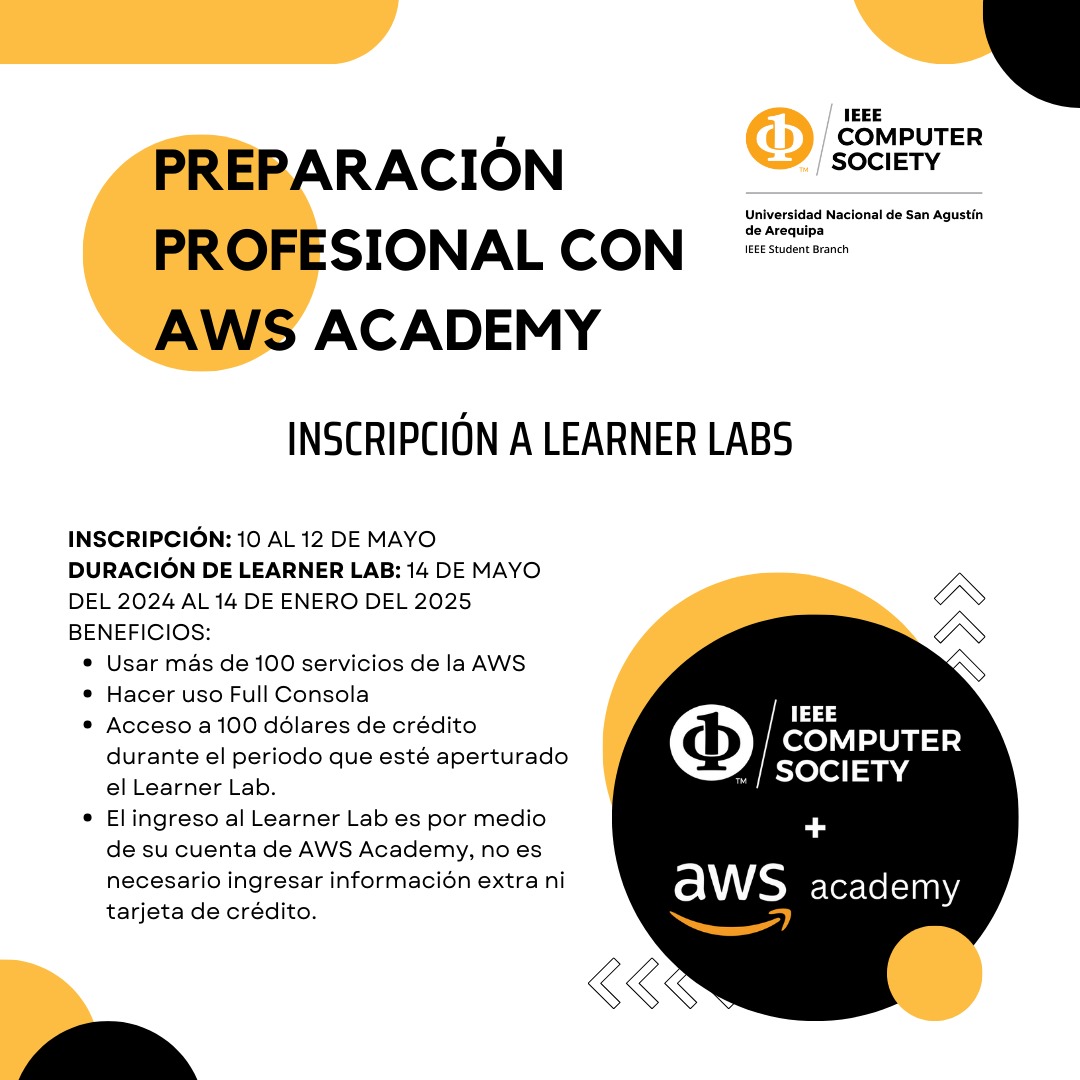 PREPARACIÓN
PROFESIONAL CON
AWS ACADEMY
IEEE
COMPUTER
SOCIETY
TM
Universidad Nacional de San Agustín
de Arequipa
IEEE Student Branch
INSCRIPCIÓN A LEARNER LABS
INSCRIPCIÓN: 10 AL 12 DE MAYO
DURACIÓN DE LEARNER LAB: 14 DE MAYO
DEL 2024 AL 14 DE ENERO DEL 2025
BENEFICIOS:
• Usar más de 100 servicios de la AWS
• Hacer uso Full Consola
• Acceso a 100 dólares de crédito
durante el periodo que esté aperturado
el Learner Lab.
• El ingreso al Learner Lab es por medio
de su cuenta de AWS Academy, no es
necesario ingresar información extra ni
tarjeta de crédito.
IEEE
COMPUTER
SOCIETY
TM
+
aws academy